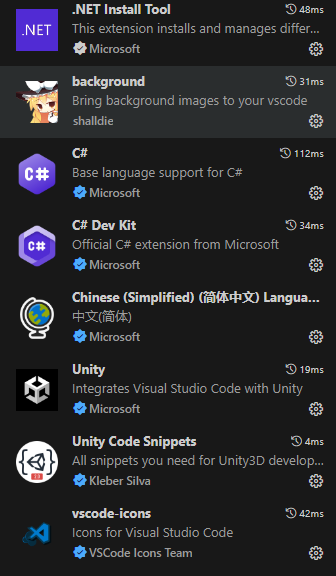 .NET Install Tool 48ms
This extension installs and manages differ...
Microsoft
background 31ms
Bring background images to your vscode
shalldie
C# 112ms
Base language support for C#
Microsoft
C# Dev Kit 34ms
Official C# extension from Microsoft
Microsoft
Chinese (Simplified) (简体中文) Langua...
中文(简体)
Microsoft
Unity 19ms
Integrates Visual Studio Code with Unity
Microsoft
Unity Code Snippets 4ms
All snippets you need for Unity3D develop...
Kleber Silva
vscode-icons 42ms
Icons for Visual Studio Code
VSCode Icons Team
.NET
C#
C#